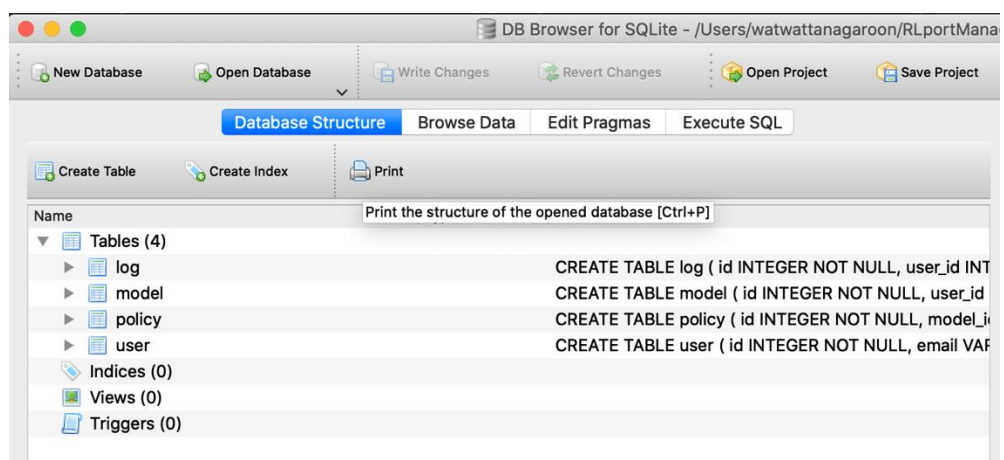 DB Browser for SQLite - /Users/watwattanagaroon/RLportMana
New Database Open Database Write Changes Revert Changes Open Project Save Project
Database Structure Browse Data Edit Pragmas Execute SQL
Create Table Create Index Print
Name
Print the structure of the opened database [Ctrl+P]
Tables (4)
log CREATE TABLE log ( id INTEGER NOT NULL, user_id INT
model CREATE TABLE model ( id INTEGER NOT NULL, user_id
policy CREATE TABLE policy ( id INTEGER NOT NULL, model_i
user CREATE TABLE user ( id INTEGER NOT NULL, email VAR
Indices (0)
Views (0)
Triggers (0)